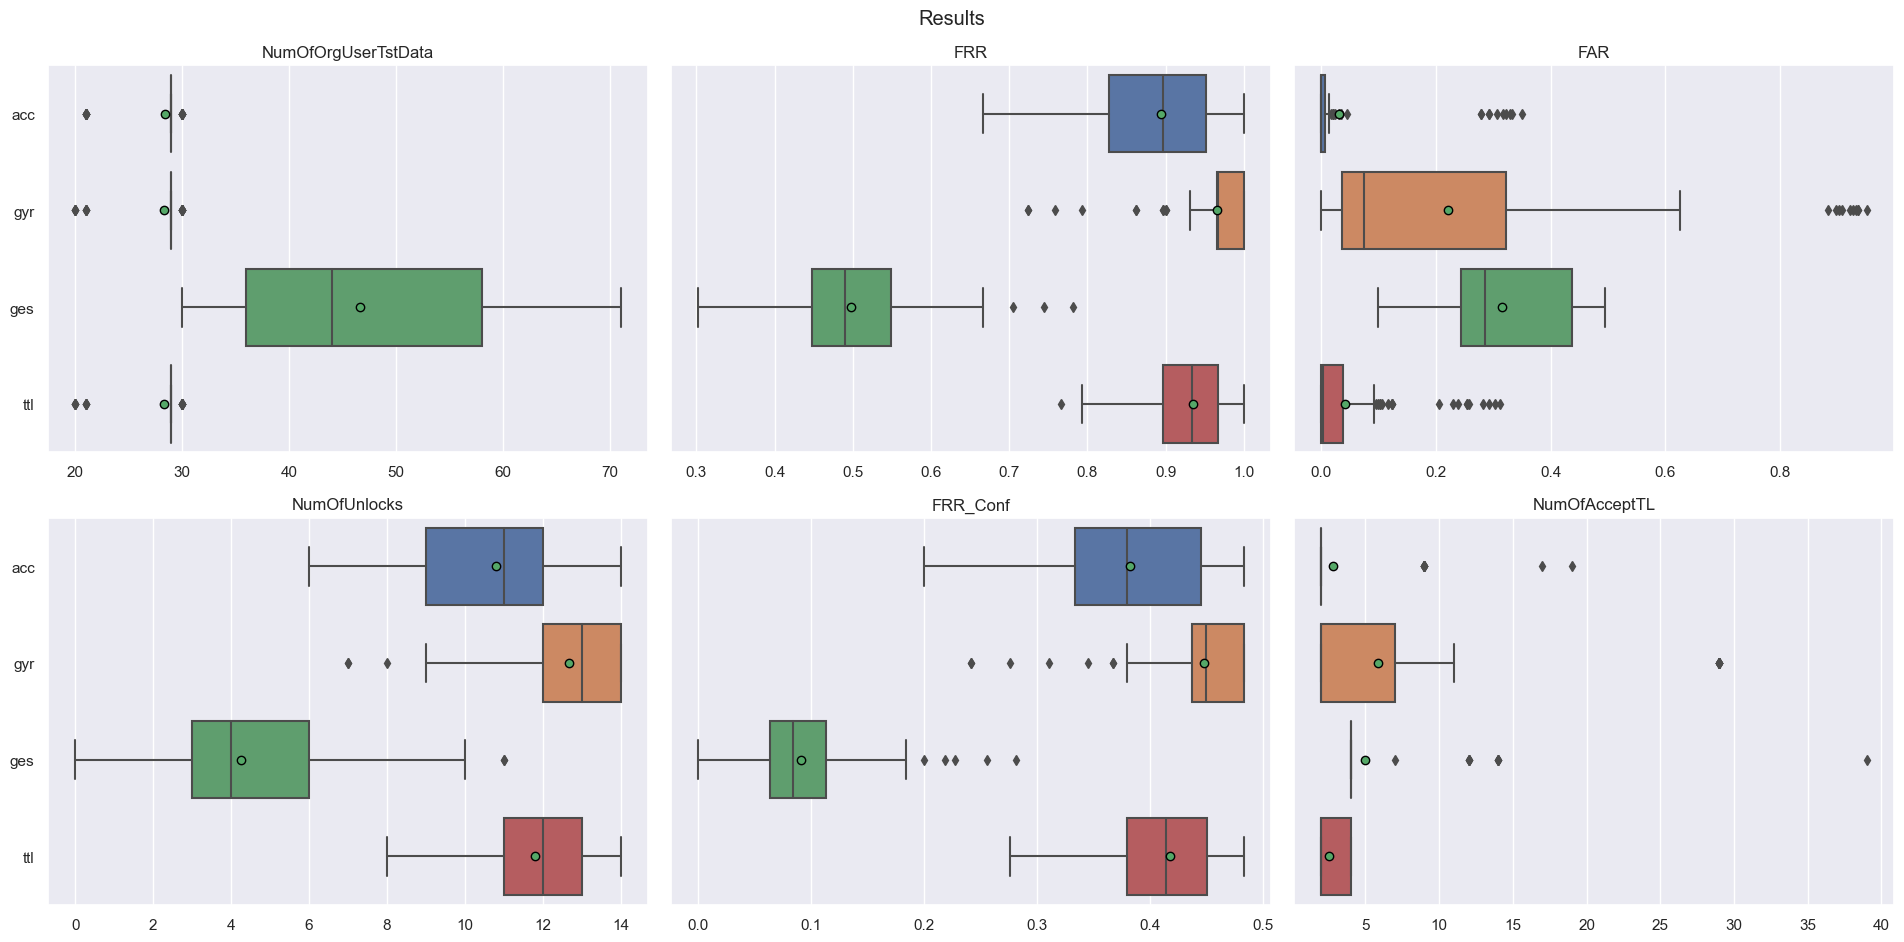 Results
NumOfOrgUserTstData
FRR
FAR
acc
gyr
ges
ttl
20 30 40 50 60 70
0.3 0.4 0.5 0.6 0.7 0.8 0.9 1.0
0.0 0.2 0.4 0.6 0.8
NumOfUnlocks
FRR_Conf
NumOfAcceptTL
acc
gyr
ges
ttl
0 2 4 6 8 10 12 14
0.0 0.1 0.2 0.3 0.4 0.5
5 10 15 20 25 30 35 40